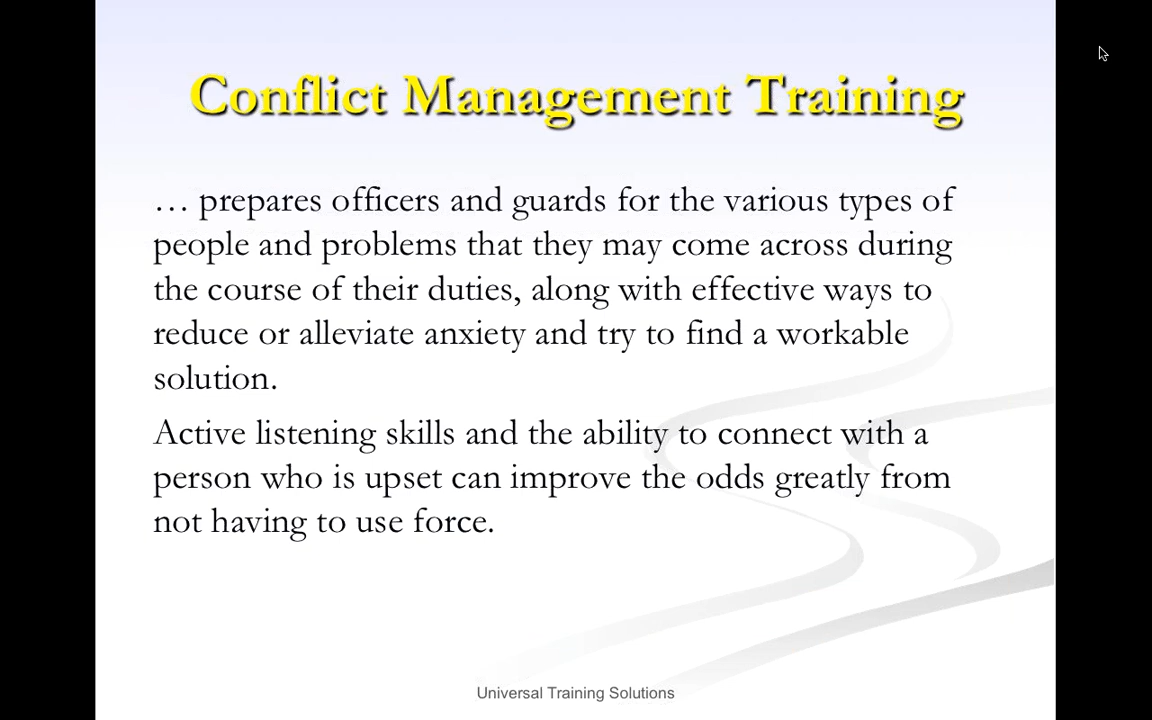 Conflict Management Training
… prepares officers and guards for the various types of
people and problems that they may come across during
the course of their duties, along with effective ways to
reduce or alleviate anxiety and try to find a workable
solution.
Active listening skills and the ability to connect with a
person who is upset can improve the odds greatly from
not having to use force.
Universal Training Solutions